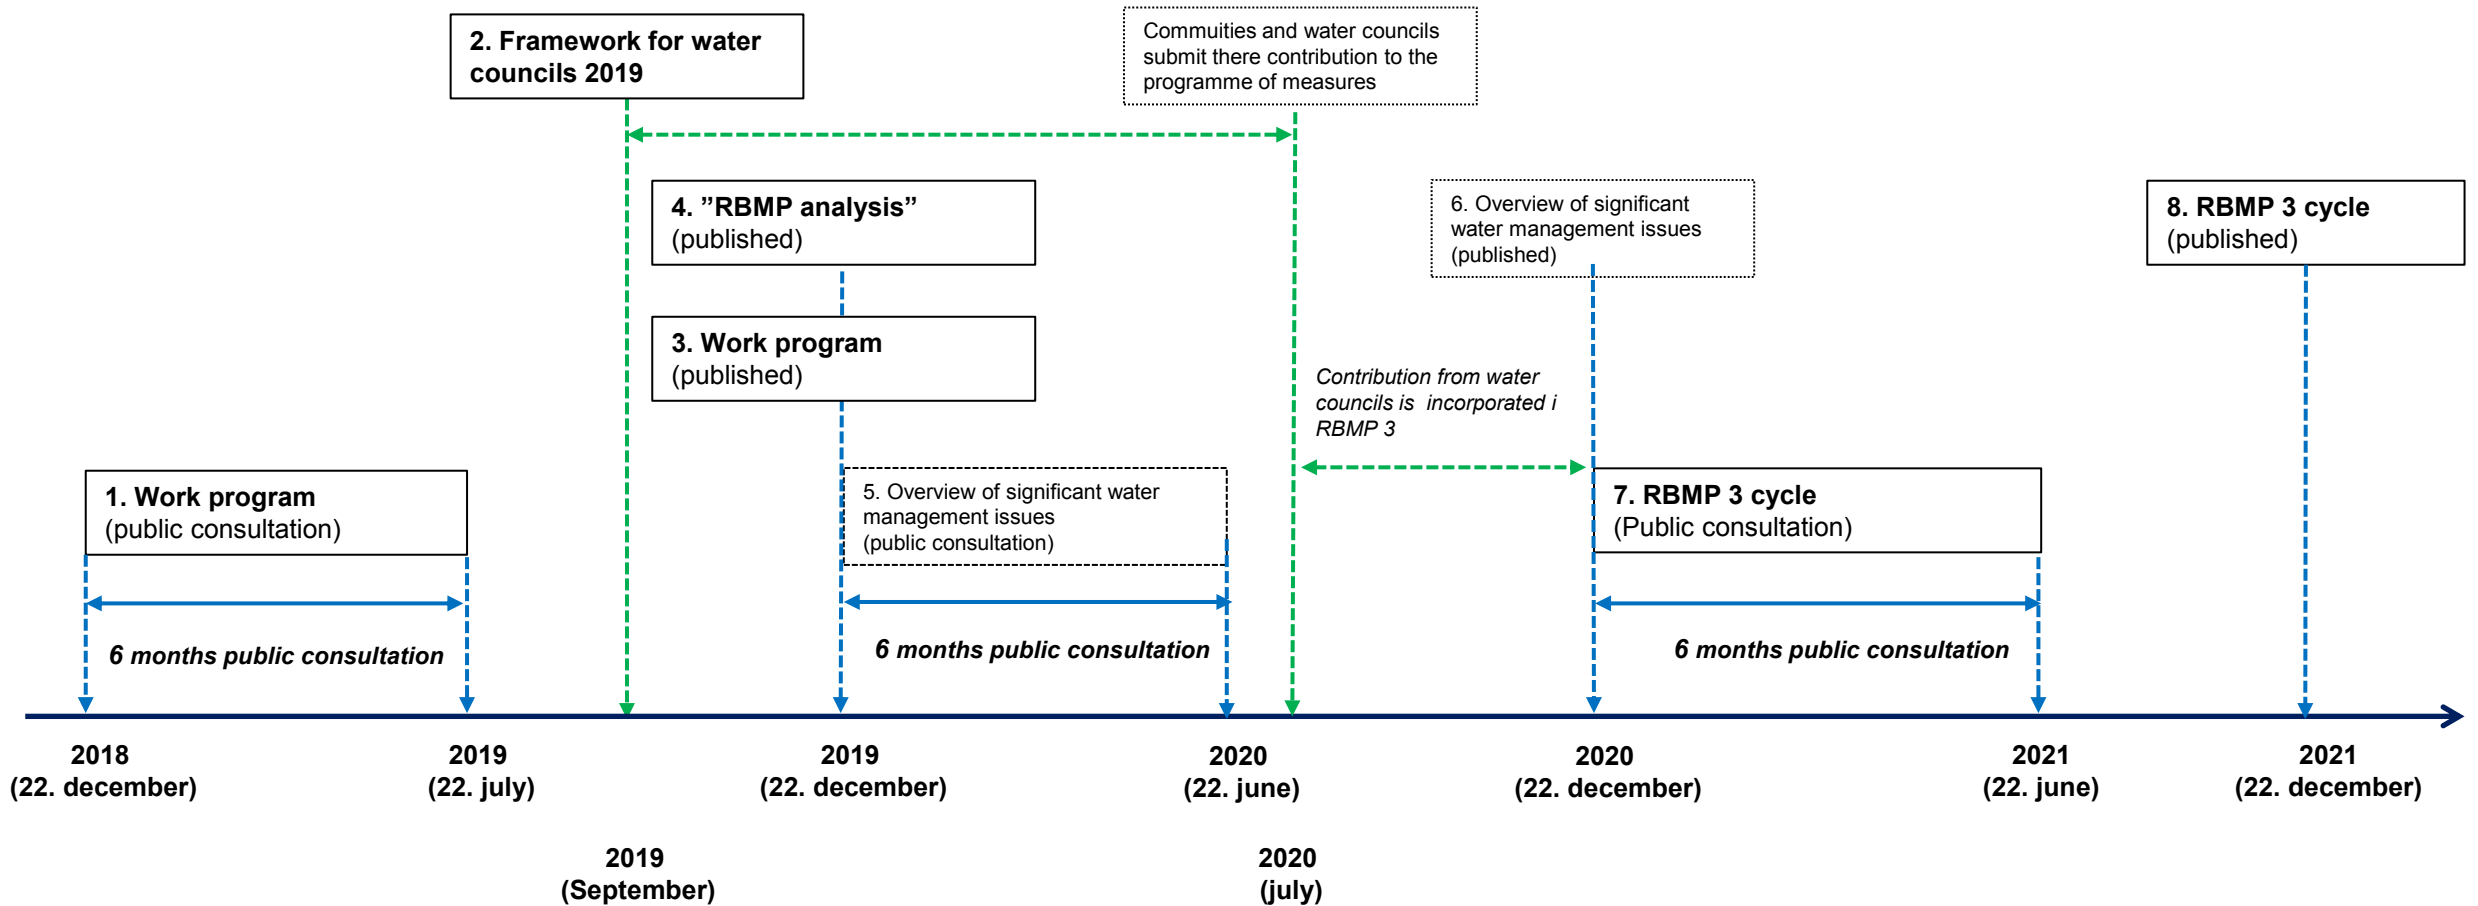 2. Framework for water
councils 2019
Commuities and water councils
submit there contribution to the
programme of measures
4. ”RBMP analysis”
(published)
6. Overview of significant
water management issues
(published)
8. RBMP 3 cycle
(published)
3. Work program
(published)
Contribution from water
councils is incorporated i
RBMP 3
1. Work program
(public consultation)
5. Overview of significant water
management issues
(public consultation)
7. RBMP 3 cycle
(Public consultation)
6 months public consultation
6 months public consultation
6 months public consultation
2018
(22. december)
2019
(22. july)
2019
(22. december)
2020
(22. june)
2020
(22. december)
2021
(22. june)
2021
(22. december)
2019
(September)
2020
(july)